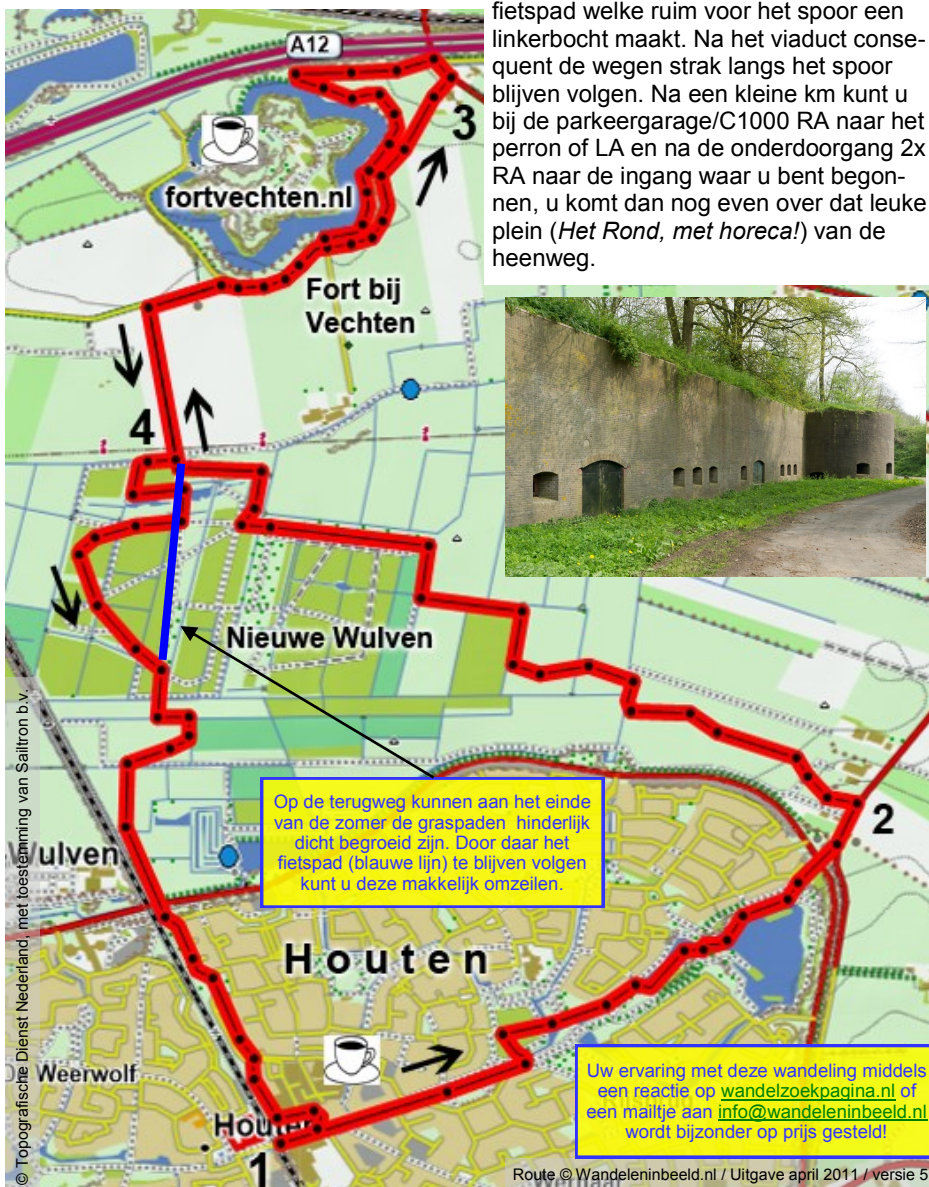 fietspad welke ruim voor het spoor een
linkerbocht maakt. Na het viaduct conse-
quent de wegen strak langs het spoor
blijven volgen. Na een kleine km kunt u
bij de parkeergarage/C1000 RA naar het
perron of LA en na de onderdoorgang 2x
RA naar de ingang waar u bent begon-
nen, u komt dan nog even over dat leuke
plein (Het Rond, met horeca!) van de
heenweg.
A12
3
fortvechten.nl
Fort bij
Vechten
4
Nieuwe Wulven
Op de terugweg kunnen aan het einde
van de zomer de graspaden hinderlijk
dicht begroeid zijn. Door daar het
fietspad (blauwe lijn) te blijven volgen
kunt u deze makkelijk omzeilen.
2
Wulven
Houten
Weerwolf
Houten
1
Uw ervaring met deze wandeling middels
een reactie op wandelzoekpagina.nl of
een mailtje aan info@wandeleninbeeld.nl
wordt bijzonder op prijs gesteld!
© Topografische Dienst Nederland, met toestemming van Sailtron b.v.
Route © Wandeleninbeeld.nl / Uitgave april 2011 / versie 5